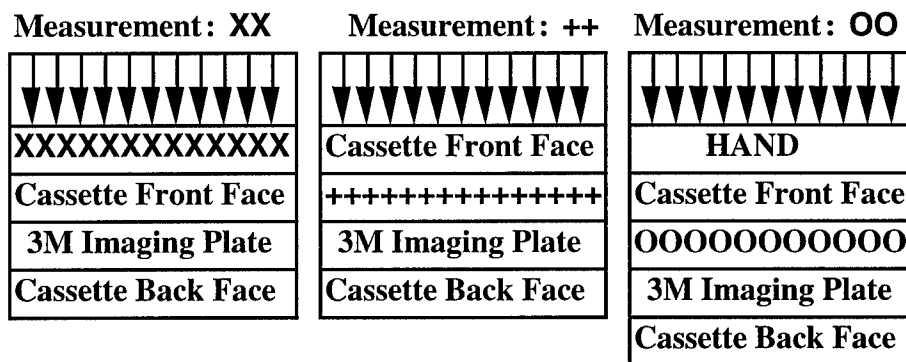 Measurement: XX
XXXXXXXXXXXXX
Cassette Front Face
3M Imaging Plate
Cassette Back Face
Measurement: ++
Cassette Front Face
+++++++++++++++
3M Imaging Plate
Cassette Back Face
Measurement: OO
HAND
Cassette Front Face
OOOOOOOOOOO
3M Imaging Plate
Cassette Back Face